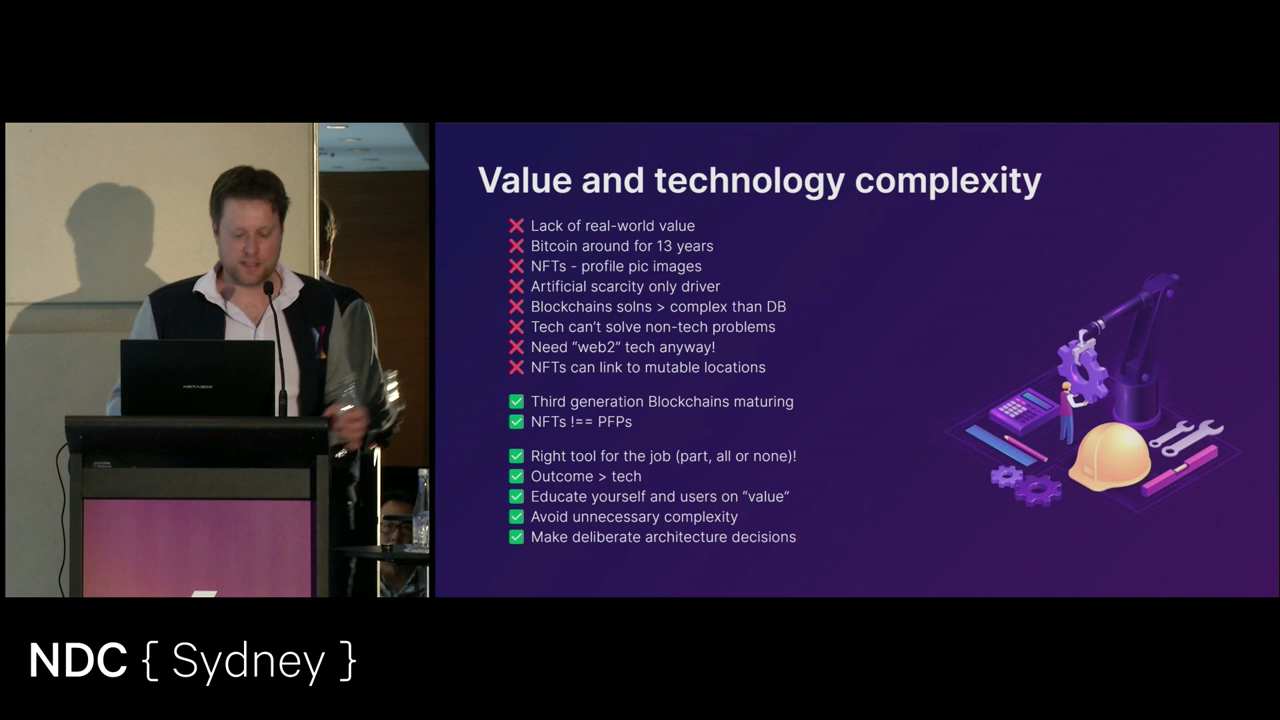 Value and technology complexity
❌ Lack of real-world value
❌ Bitcoin around for 13 years
❌ NFTs - profile pic images
❌ Artificial scarcity only driver
❌ Blockchains solns > complex than DB
❌ Tech can’t solve non-tech problems
❌ Need “web2” tech anyway!
❌ NFTs can link to mutable locations
✅ Third generation Blockchains maturing
✅ NFTs !== PFPs
✅ Right tool for the job (part, all or none)!
✅ Outcome > tech
✅ Educate yourself and users on “value”
✅ Avoid unnecessary complexity
✅ Make deliberate architecture decisions
NDC { Sydney }